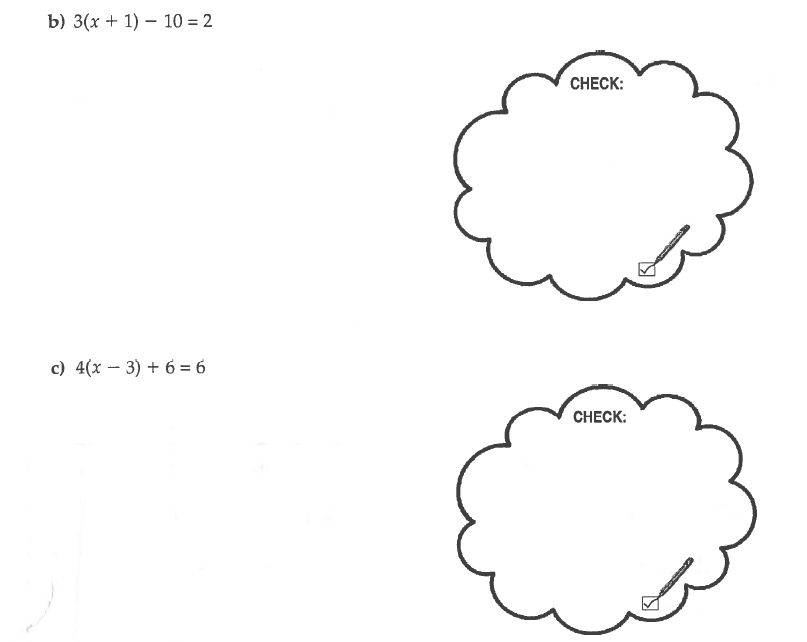 b) 3(x + 1) − 10 = 2
CHECK:
c) 4(x − 3) + 6 = 6
CHECK: